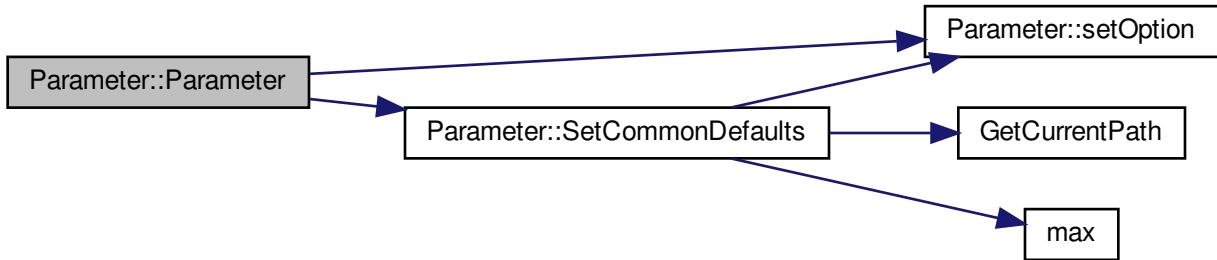 Parameter::setOption
Parameter::Parameter
Parameter::SetCommonDefaults
GetCurrentPath
max